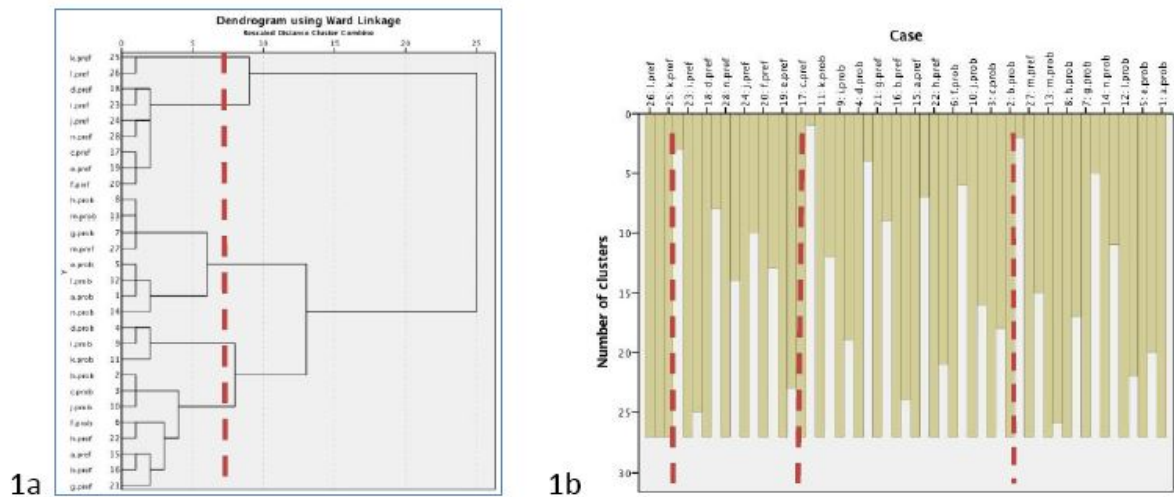 Dendrogram using Ward Linkage
Rescaled Distance Cluster Combine
0 5 10 15 20 25
k.pref 25
l.pref 26
d.pref 18
i.pref 23
j.pref 24
n.pref 28
c.pref 17
e.pref 19
f.pref 20
h.prob 8
m.prob 13
g.prob 7
m.pref 27
e.prob 5
l.prob 12
a.prob 1
n.prob 14
d.prob 4
i.prob 9
k.prob 11
b.prob 2
c.prob 3
j.prob 10
f.prob 6
h.pref 22
a.pref 15
b.pref 16
g.pref 21
Y
1a
Case
26: l.pref
25: k.pref
23: i.pref
18: d.pref
28: n.pref
24: j.pref
20: f.pref
19: e.pref
17: c.pref
11: k.prob
9: i.prob
4: d.prob
21: g.pref
16: b.pref
15: a.pref
22: h.pref
6: f.prob
10: j.prob
3: c.prob
2: b.prob
27: m.pref
13: m.prob
8: h.prob
7: g.prob
14: n.prob
12: l.prob
5: e.prob
1: a.prob
Number of clusters
0
5
10
15
20
25
30
1b